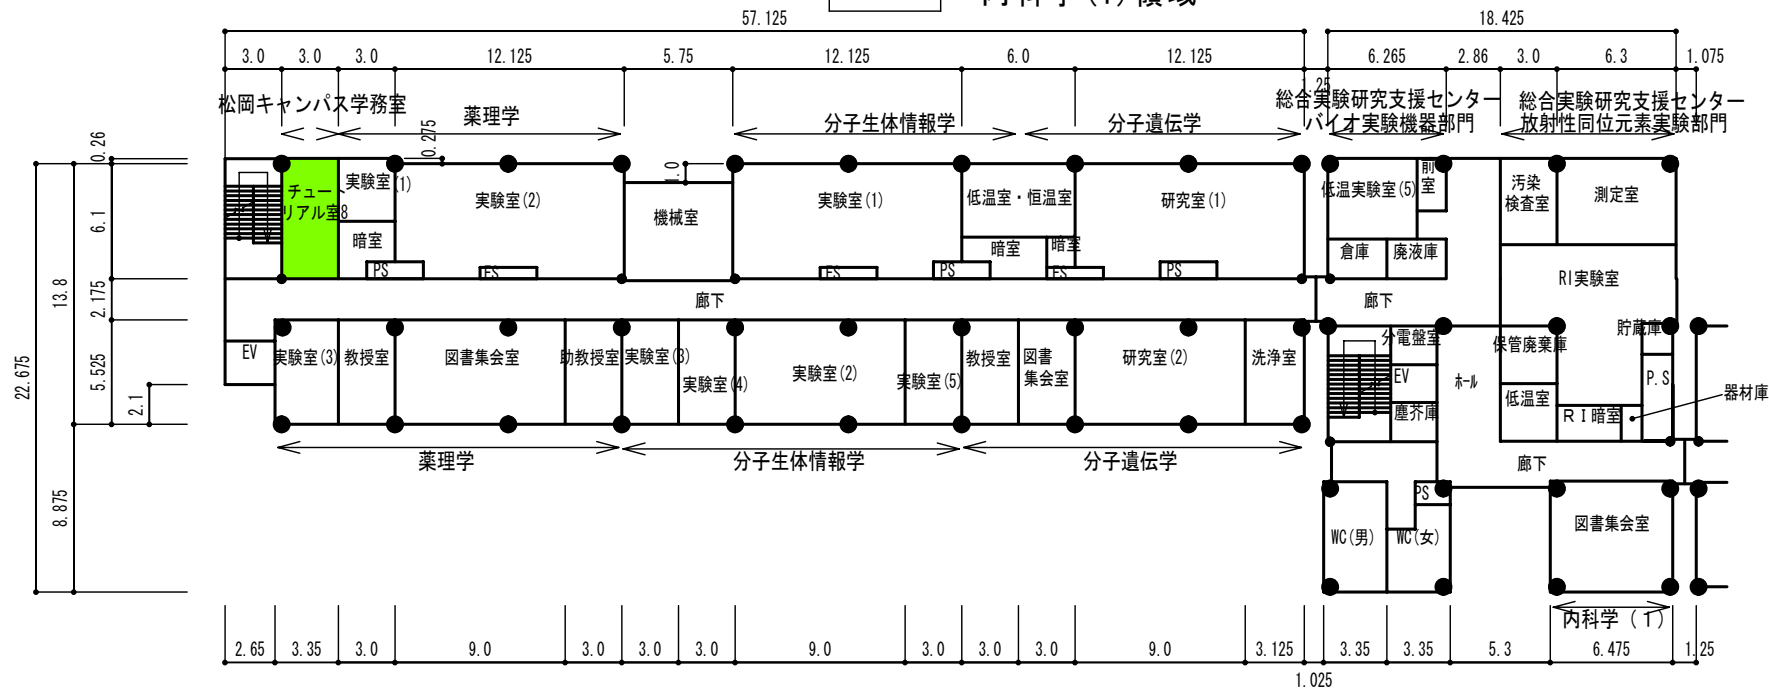 57.125
18.425
3.0 3.0 3.0 12.125 5.75 12.125 6.0 12.125 6.265 2.86 3.0 6.3 1.075
1.25
松岡キャンパス学務室
薬理学
分子生体情報学
分子遺伝学
総合実験研究支援センター
バイオ実験機器部門
総合実験研究支援センター
放射性同位元素実験部門
0.26
0.275
1.0
チュート
リアル室8
実験室(1)
暗室
PS
実験室(2)
機械室
実験室(1)
PS
低温室・恒温室
暗室
暗室
研究室(1)
PS
低温実験室(5)
前室
倉庫
廃液庫
汚染
検査室
測定室
RI実験室
6.1
2.175
13.8
5.525
22.675
2.1
8.875
廊下
廊下
EV
実験室(3)
教授室
図書集会室
助教授室
実験室(3)
実験室(4)
実験室(2)
実験室(5)
教授室
図書
集会室
研究室(2)
洗浄室
分電盤室
EV
塵芥庫
ホール
保管廃棄庫
低温室
貯蔵庫
P.S
RI暗室
器材庫
薬理学
分子生体情報学
分子遺伝学
廊下
WC(男)
PS
WC(女)
図書集会室
内科学（1）
2.65 3.35 3.0 9.0 3.0 3.0 3.0 9.0 3.0 3.0 3.0 9.0 3.125 3.35 3.35 5.3 6.475 1.25
1.025